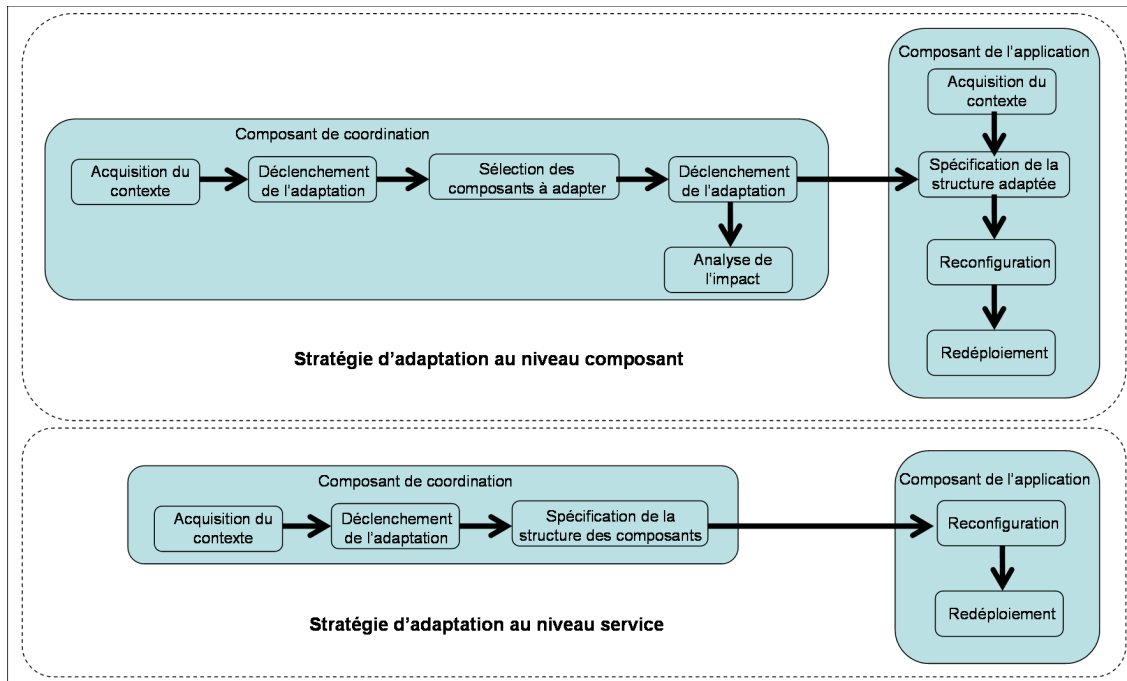 Composant de l'application
Acquisition du
contexte
Composant de coordination
Acquisition du
contexte
Déclenchement
de l'adaptation
Sélection des
composants à adapter
Déclenchement
de l'adaptation
Spécification de la
structure adaptée
Analyse de
l'impact
Reconfiguration
Redéploiement
Stratégie d'adaptation au niveau composant
Composant de coordination
Acquisition du
contexte
Déclenchement
de l'adaptation
Spécification de la
structure des composants
Composant de l'application
Reconfiguration
Redéploiement
Stratégie d'adaptation au niveau service